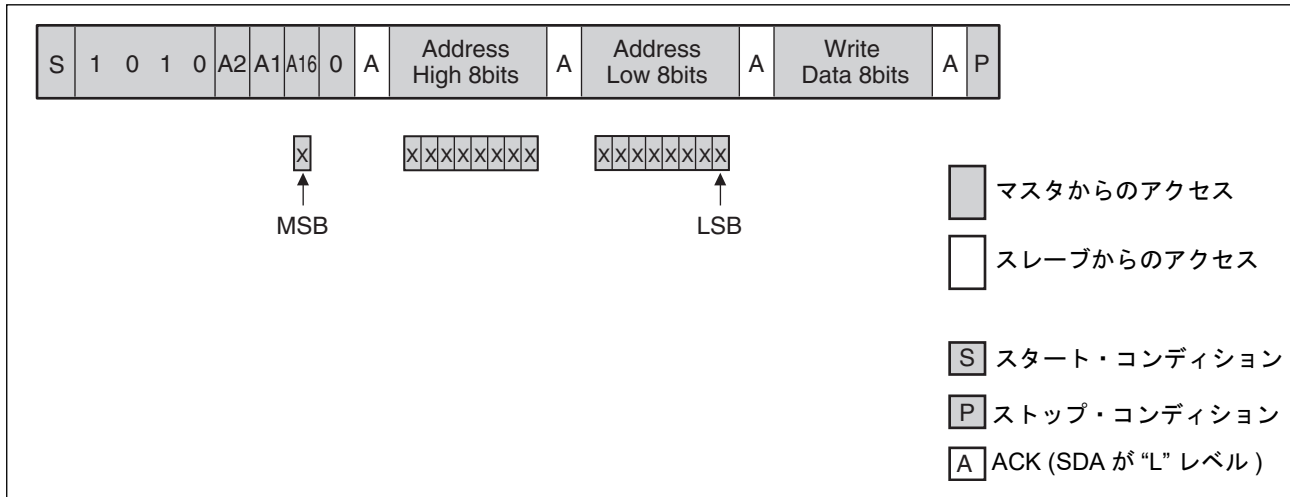 S 1 0 1 0 A2 A1 A16 0 A Address High 8bits A Address Low 8bits A Write Data 8bits A P
X XXXXXXXX XXXXXXXX
MSB LSB
マスタからのアクセス
スレーブからのアクセス
S スタート・コンディション
P ストップ・コンディション
A ACK (SDA が “L” レベル )